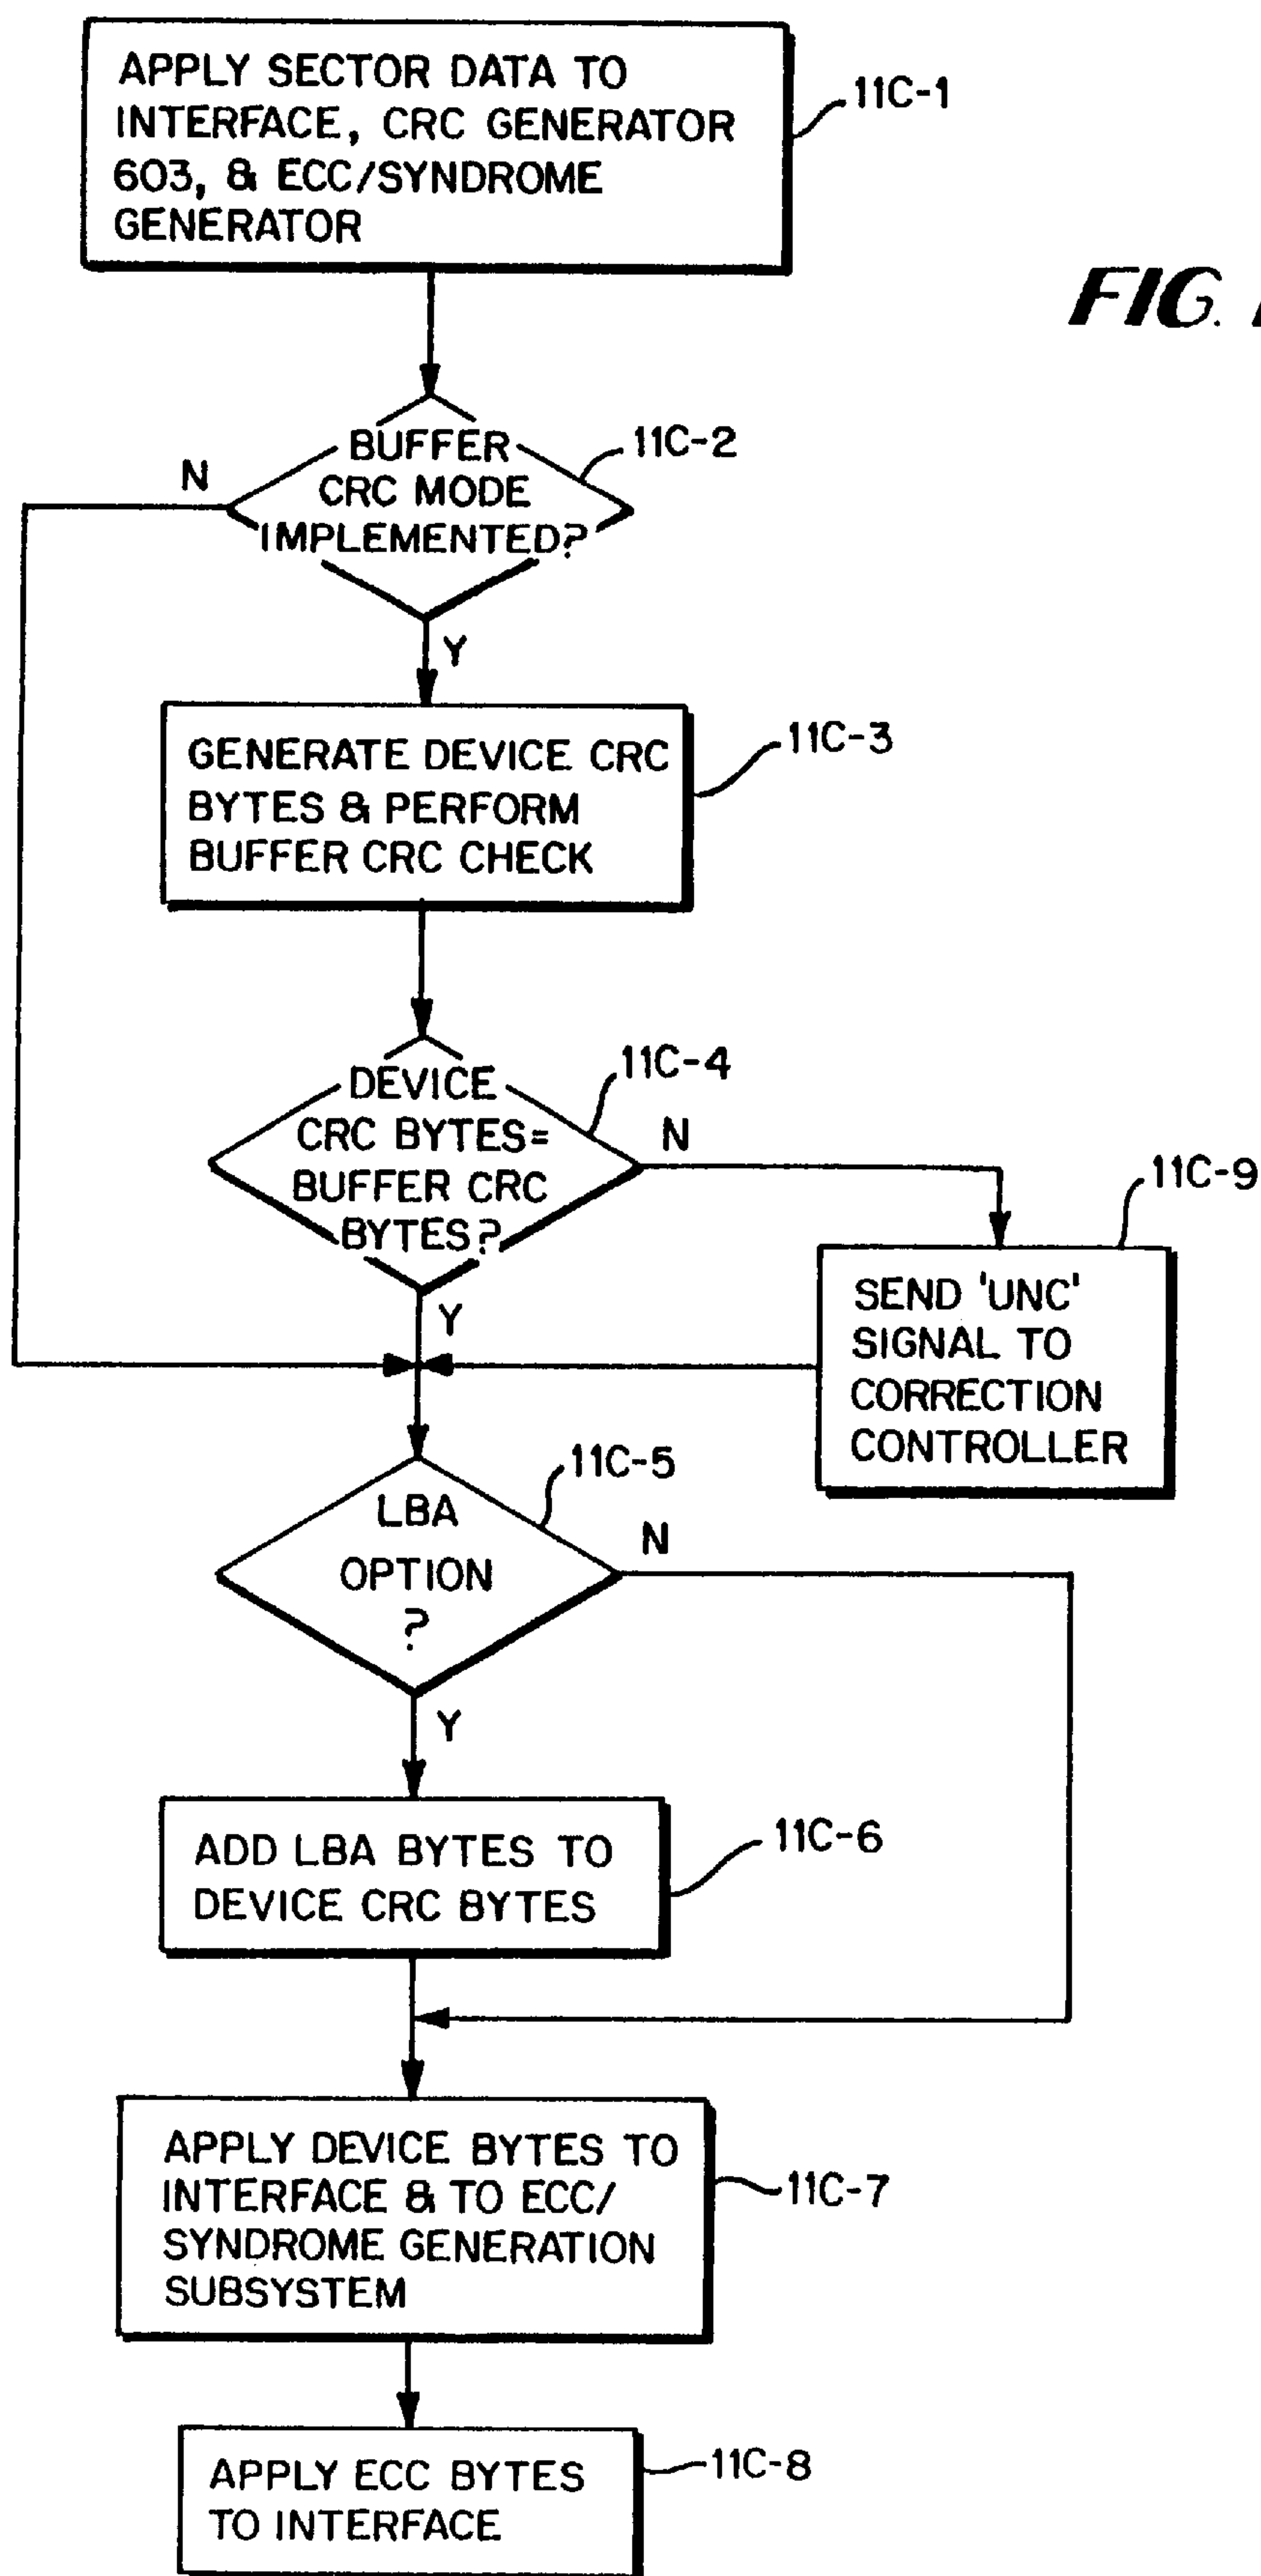 APPLY SECTOR DATA TO
INTERFACE, CRC GENERATOR
603, & ECC/SYNDROME
GENERATOR
11C-1
FIG.
BUFFER
CRC MODE
IMPLEMENTED?
11C-2
N
Y
GENERATE DEVICE CRC
BYTES & PERFORM
BUFFER CRC CHECK
11C-3
DEVICE
CRC BYTES=
BUFFER CRC
BYTES?
11C-4
N
Y
SEND 'UNC'
SIGNAL TO
CORRECTION
CONTROLLER
11C-9
LBA
OPTION
?
11C-5
N
Y
ADD LBA BYTES TO
DEVICE CRC BYTES
11C-6
APPLY DEVICE BYTES TO
INTERFACE & TO ECC/
SYNDROME GENERATION
SUBSYSTEM
11C-7
APPLY ECC BYTES
TO INTERFACE
11C-8